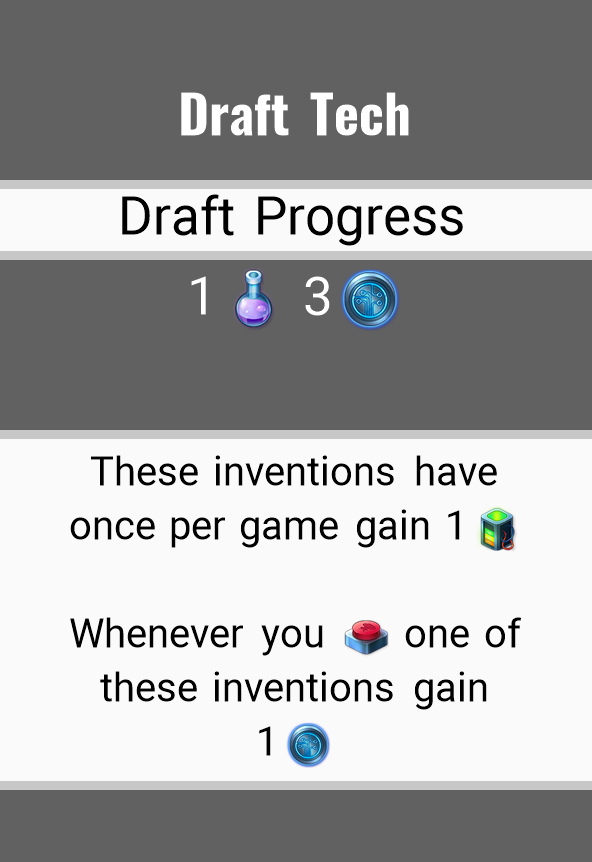 Draft Tech
Draft Progress
1 3
These inventions have
once per game gain 1
Whenever you one of
these inventions gain
1